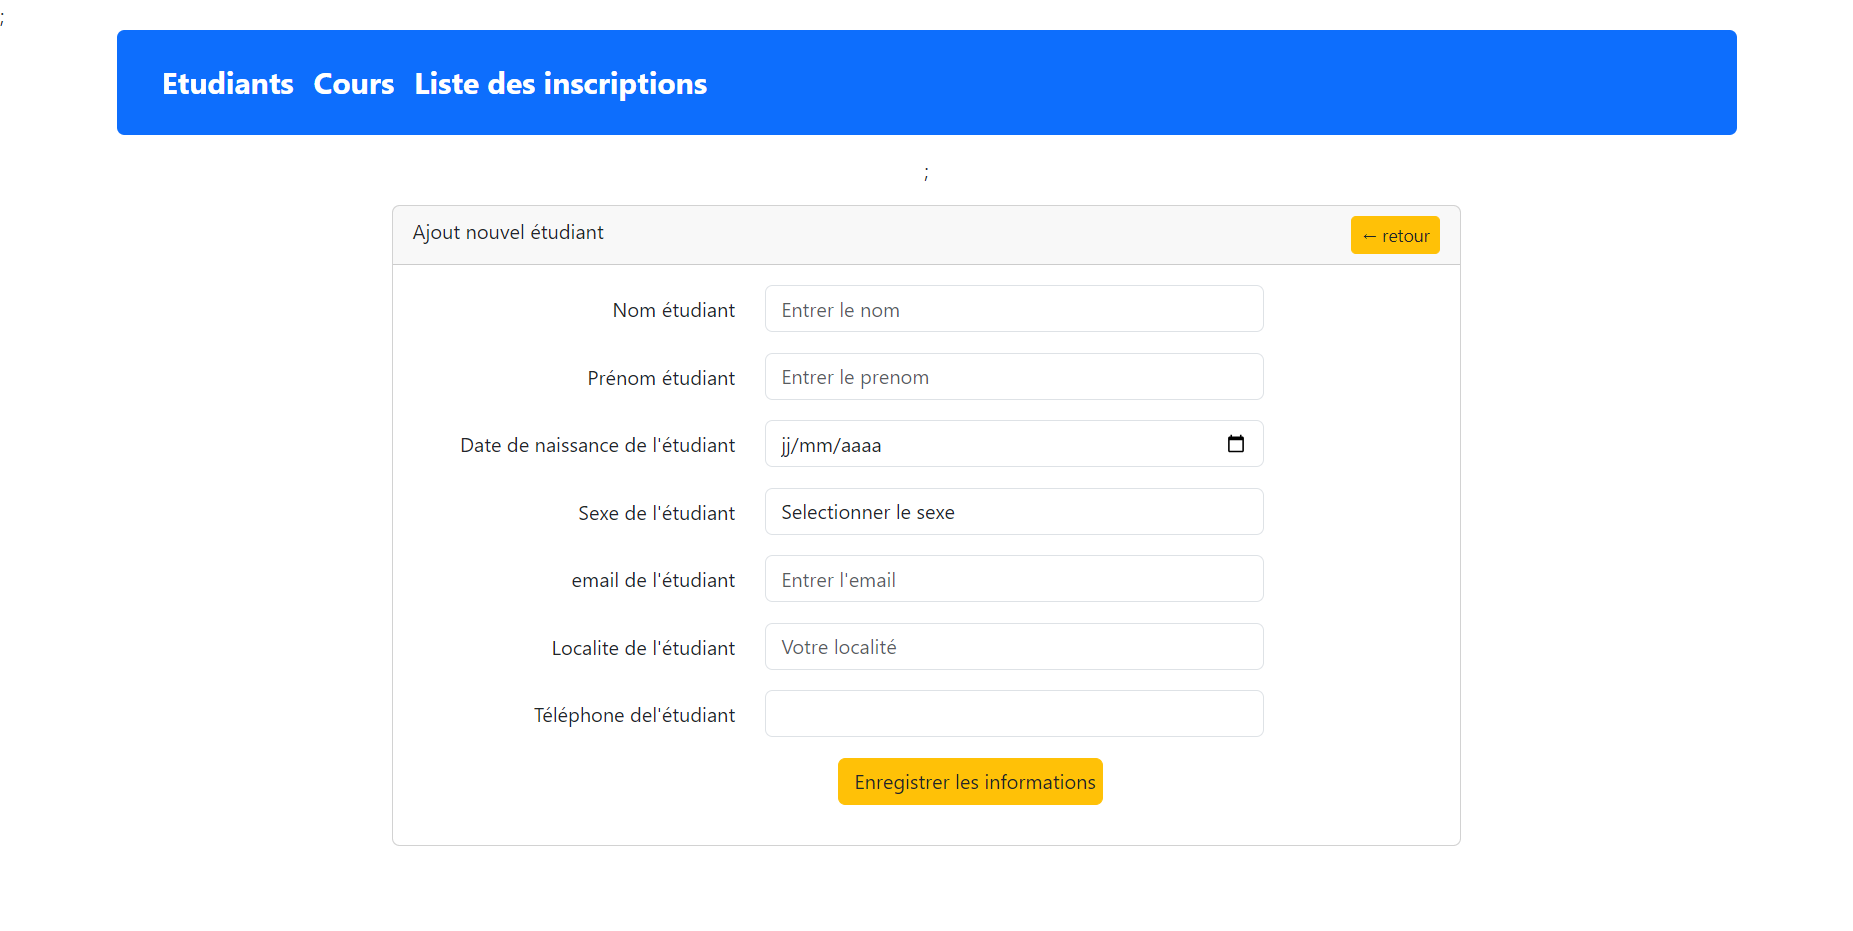 ;
Etudiants Cours Liste des inscriptions
;
Ajout nouvel étudiant ← retour
Nom étudiant Entrer le nom
Prénom étudiant Entrer le prenom
Date de naissance de l'étudiant jj/mm/aaaa
Sexe de l'étudiant Selectionner le sexe
email de l'étudiant Entrer l'email
Localite de l'étudiant Votre localité
Téléphone del'étudiant
Enregistrer les informations